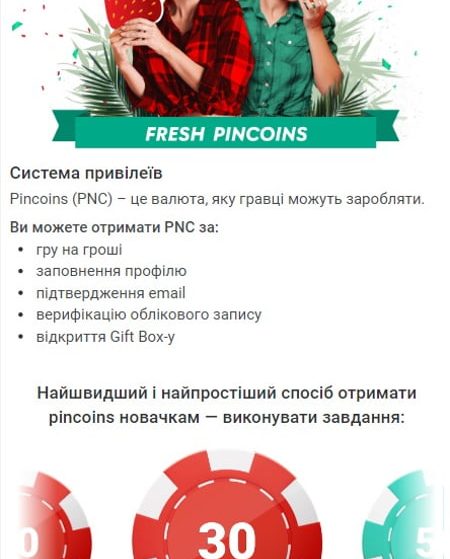 FRESH PINCOINS
Система привілеїв
Pincoins (PNC) – це валюта, яку гравці можуть заробляти.
Ви можете отримати PNC за:
• гру на гроші
• заповнення профілю
• підтвердження email
• верифікацію облікового запису
• відкриття Gift Box-у
Найшвидший і найпростіший спосіб отримати
pincoins новачкам — виконувати завдання:
0 30 5